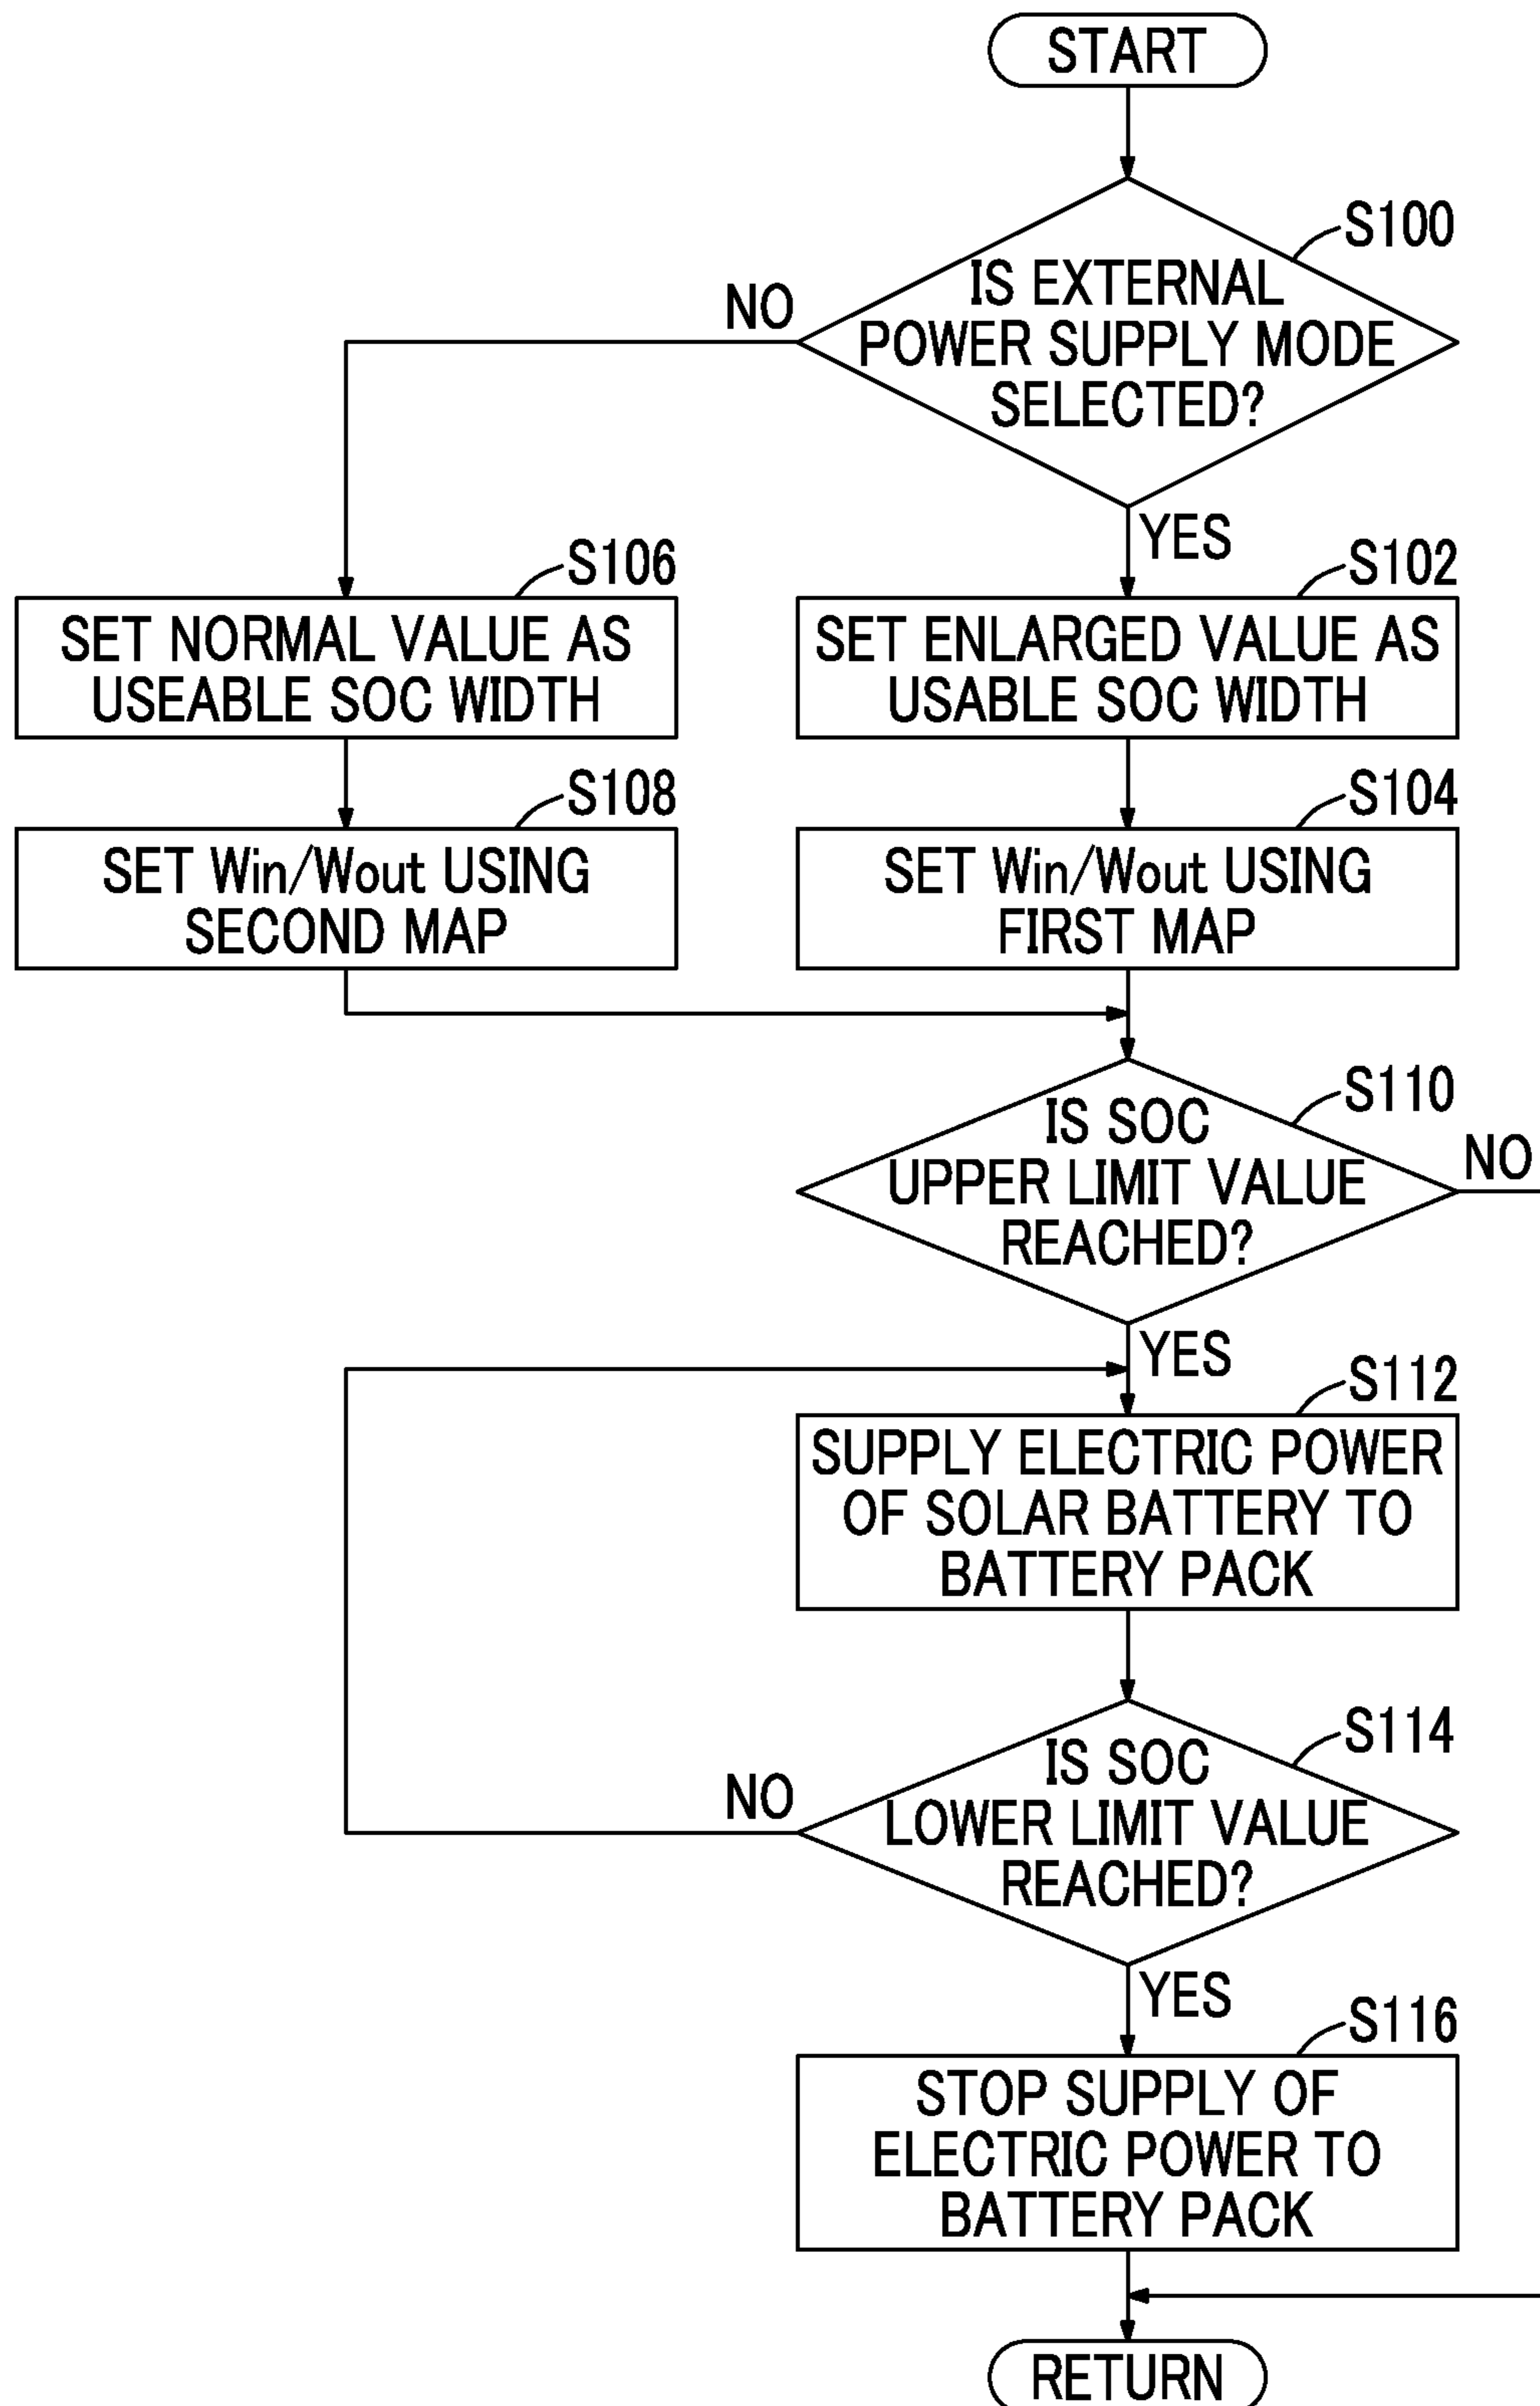 START
S100
IS EXTERNAL
POWER SUPPLY MODE
SELECTED?
NO
YES
S106
SET NORMAL VALUE AS
USEABLE SOC WIDTH
S102
SET ENLARGED VALUE AS
USABLE SOC WIDTH
S108
SET Win/Wout USING
SECOND MAP
S104
SET Win/Wout USING
FIRST MAP
S110
IS SOC
UPPER LIMIT VALUE
REACHED?
NO
YES
S112
SUPPLY ELECTRIC POWER
OF SOLAR BATTERY TO
BATTERY PACK
S114
IS SOC
LOWER LIMIT VALUE
REACHED?
NO
YES
S116
STOP SUPPLY OF
ELECTRIC POWER TO
BATTERY PACK
RETURN